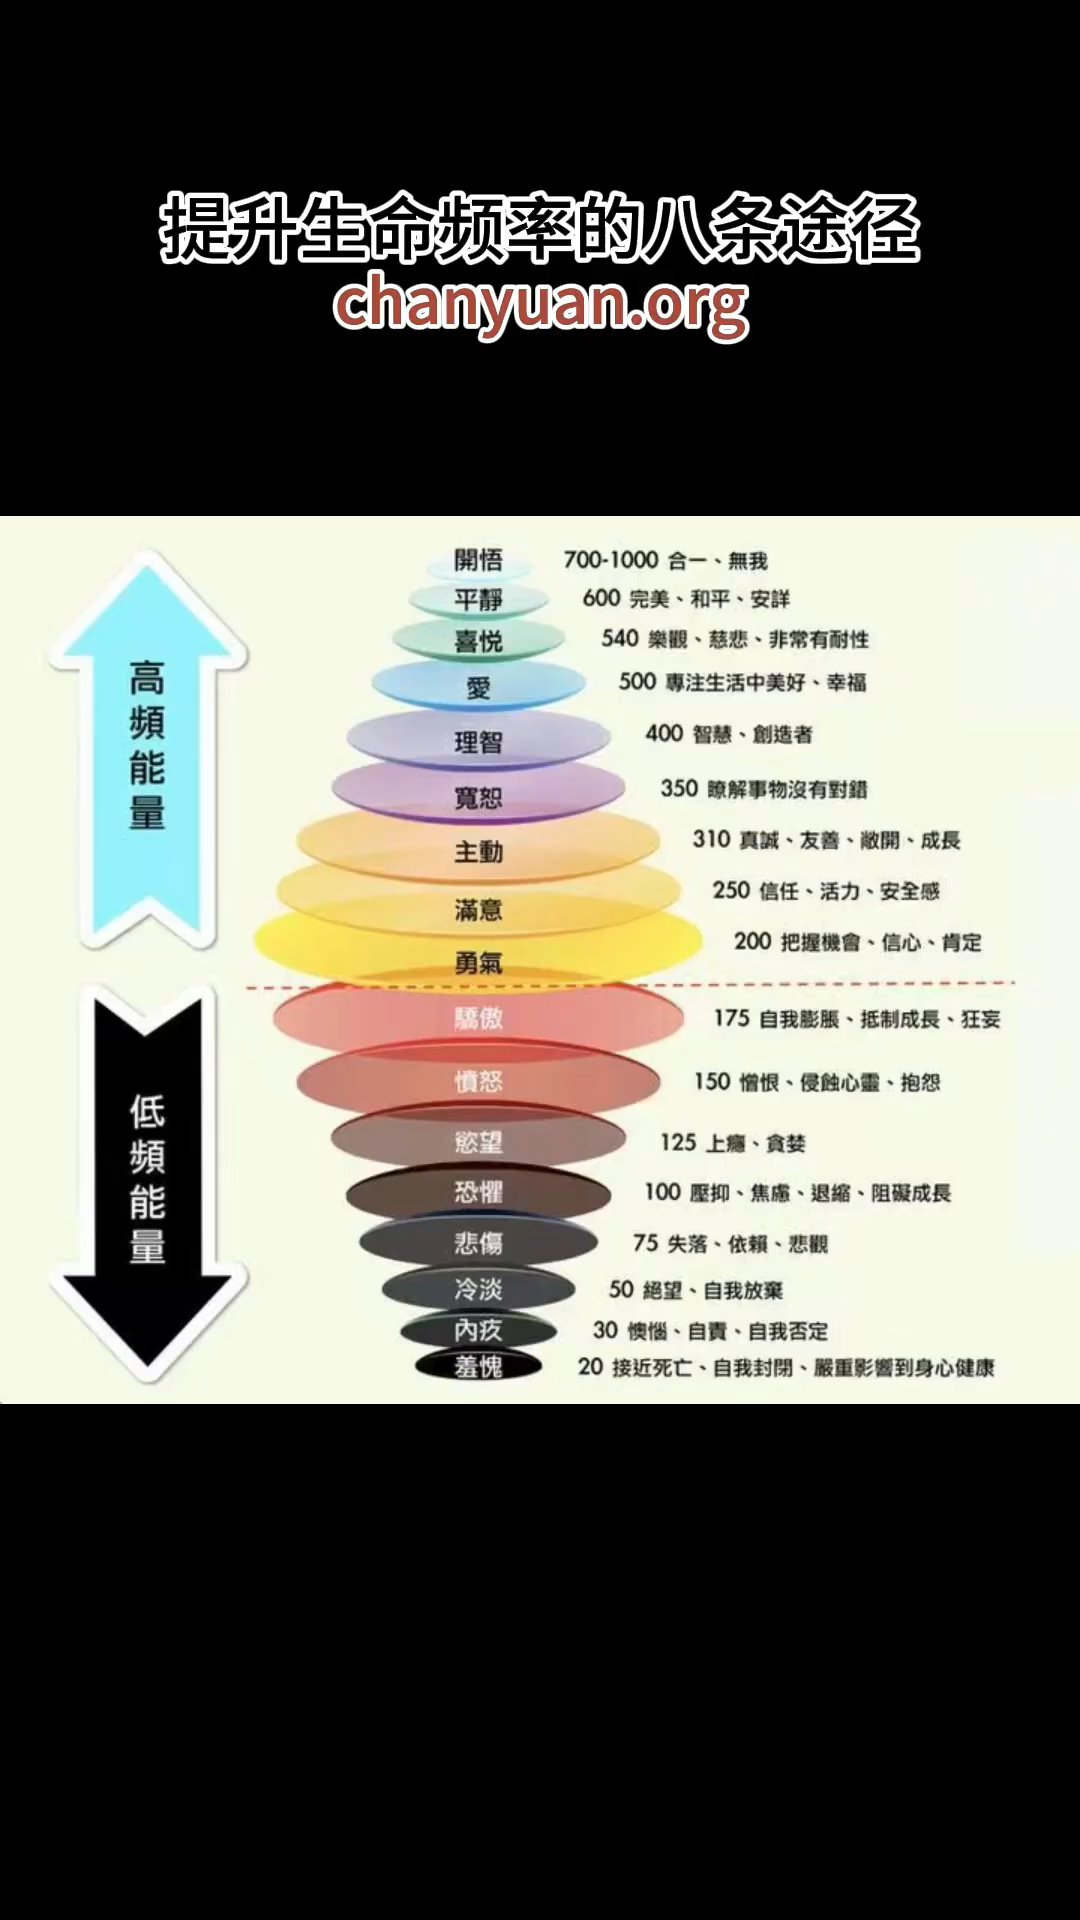 提升生命频率的八条途径
chanyuan.org
高頻能量
開悟 700-1000 合一、無我
平靜 600 完美、和平、安詳
喜悦 540 樂觀、慈悲、非常有耐性
愛 500 專注生活中美好、幸福
理智 400 智慧、創造者
寬恕 350 瞭解事物沒有對錯
主動 310 真誠、友善、敞開、成長
滿意 250 信任、活力、安全感
勇氣 200 把握機會、信心、肯定
低頻能量
驕傲 175 自我膨脹、抵制成長、狂妄
憤怒 150 憎恨、侵蝕心靈、抱怨
慾望 125 上癮、貪婪
恐懼 100 壓抑、焦慮、退縮、阻礙成長
悲傷 75 失落、依賴、悲觀
冷淡 50 絕望、自我放棄
內疚 30 懊惱、自責、自我否定
羞愧 20 接近死亡、自我封閉、嚴重影響到身心健康